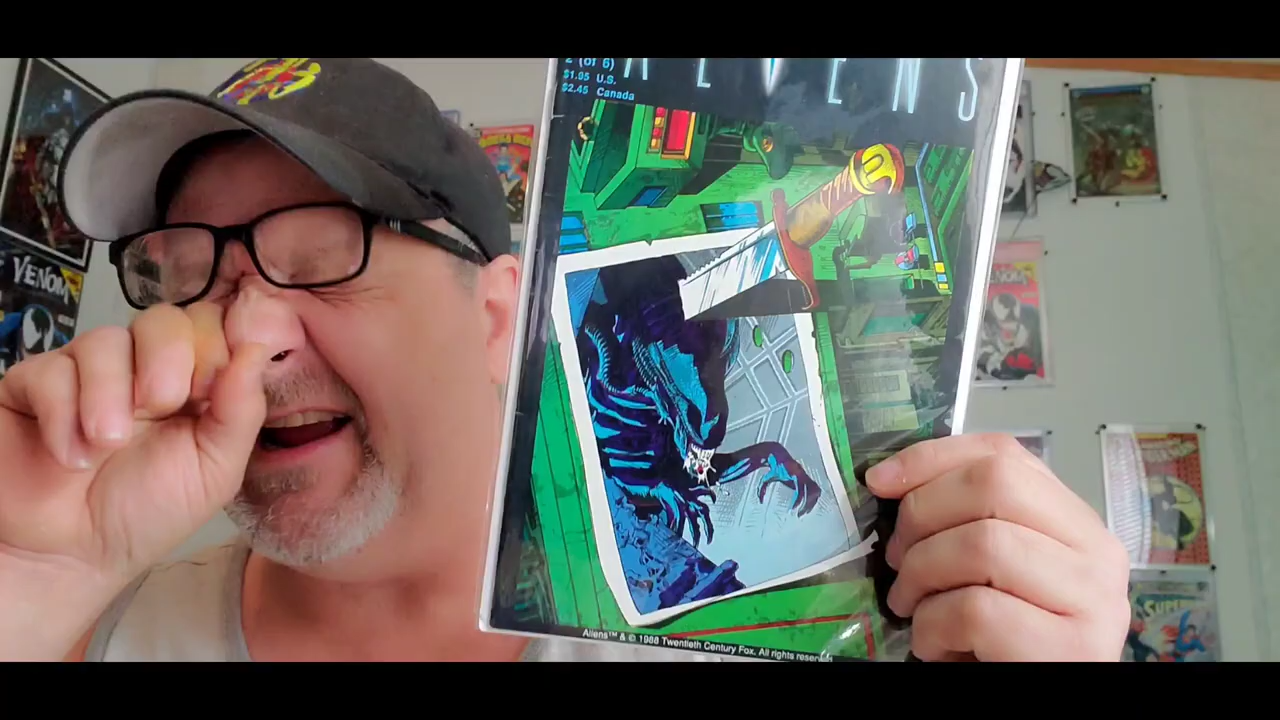 2 (of 6)
$1.95 U.S.
$2.45 Canada
ALIENS
VENOM
VENOM
SUPER
Aliens™ & © 1988 Twentieth Century Fox. All rights reserved